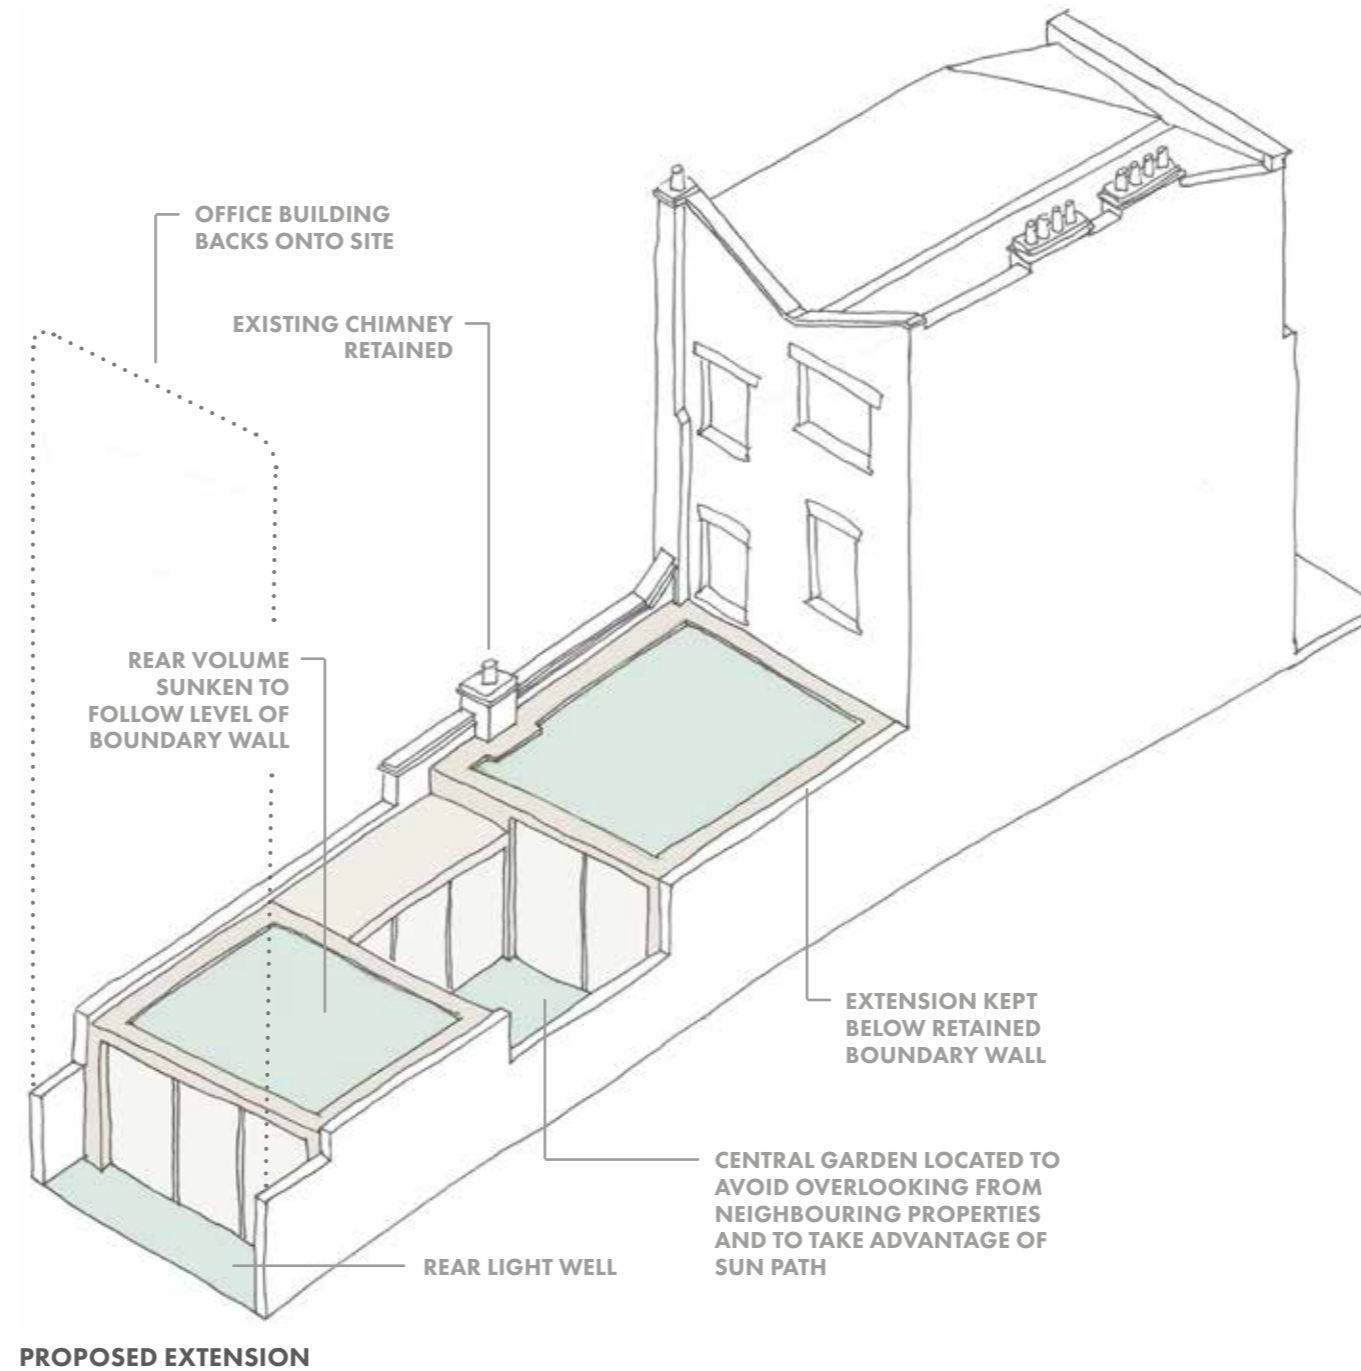 OFFICE BUILDING
BACKS ONTO SITE
EXISTING CHIMNEY
RETAINED
REAR VOLUME
SUNKEN TO
FOLLOW LEVEL OF
BOUNDARY WALL
EXTENSION KEPT
BELOW RETAINED
BOUNDARY WALL
CENTRAL GARDEN LOCATED TO
AVOID OVERLOOKING FROM
NEIGHBOURING PROPERTIES
AND TO TAKE ADVANTAGE OF
SUN PATH
REAR LIGHT WELL
PROPOSED EXTENSION